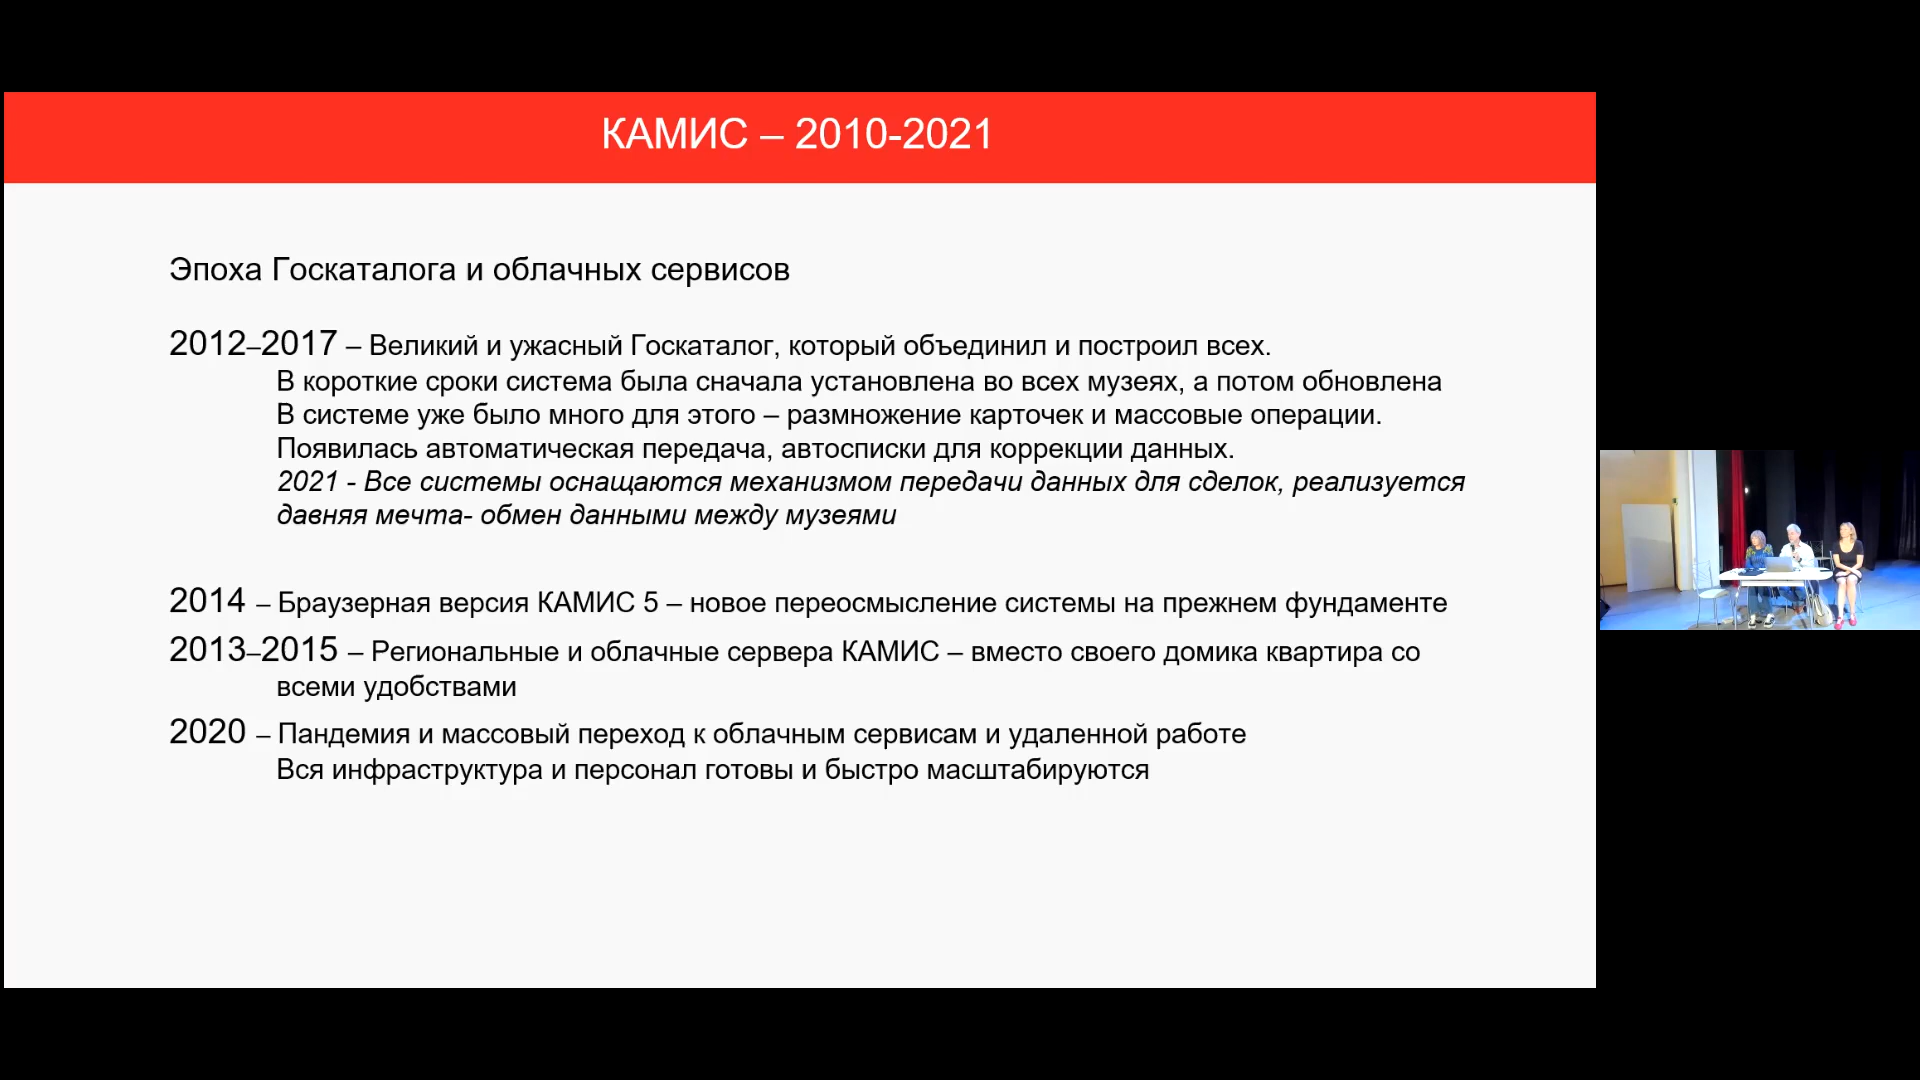 КАМИС – 2010-2021
Эпоха Госкаталога и облачных сервисов
2012–2017 – Великий и ужасный Госкаталог, который объединил и построил всех.
В короткие сроки система была сначала установлена во всех музеях, а потом обновлена
В системе уже было много для этого – размножение карточек и массовые операции.
Появилась автоматическая передача, автосписки для коррекции данных.
2021 - Все системы оснащаются механизмом передачи данных для сделок, реализуется
давняя мечта- обмен данными между музеями
2014 – Браузерная версия КАМИС 5 – новое переосмысление системы на прежнем фундаменте
2013–2015 – Региональные и облачные сервера КАМИС – вместо своего домика квартира со
всеми удобствами
2020 – Пандемия и массовый переход к облачным сервисам и удаленной работе
Вся инфраструктура и персонал готовы и быстро масштабируются